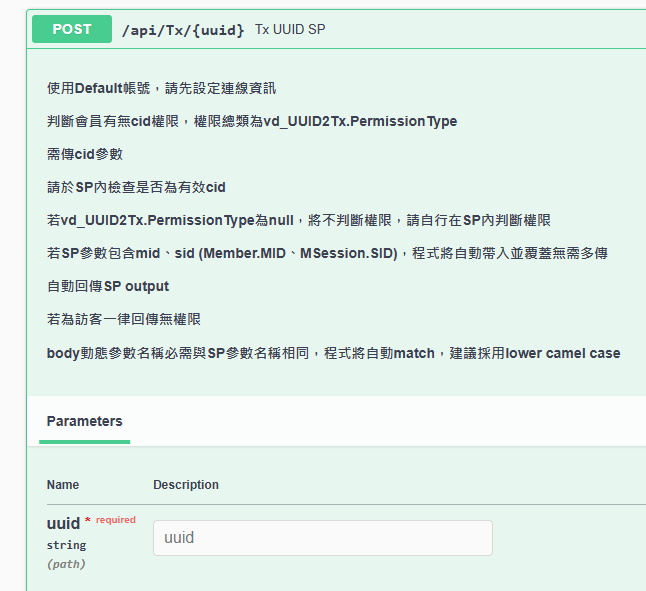 POST /api/Tx/{uuid} Tx UUID SP
使用Default帳號，請先設定連線資訊
判斷會員有無cid權限，權限總類為vd_UUID2Tx.PermissionType
需傳cid參數
請於SP內檢查是否為有效cid
若vd_UUID2Tx.PermissionType為null，將不判斷權限，請自行在SP內判斷權限
若SP參數包含mid、sid (Member.MID、MSession.SID)，程式將自動帶入並覆蓋無需多傳
自動回傳SP output
若為訪客一律回傳無權限
body動態參數名稱必需與SP參數名稱相同，程式將自動match，建議採用lower camel case
Parameters
Name Description
uuid * required
string
(path)
uuid